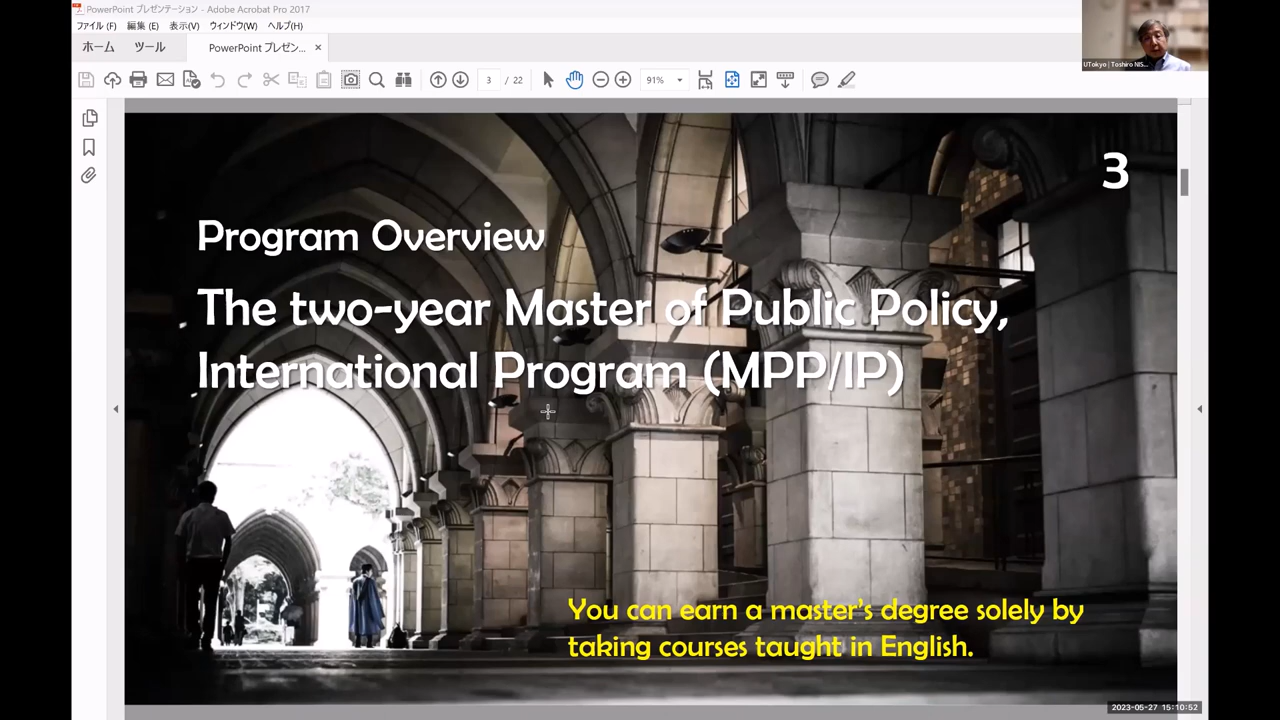 PowerPoint プレゼンテーション - Adobe Acrobat Pro 2017
ファイル (F) 編集 (E) 表示(V) ウィンドウ(W) ヘルプ(H)
ホーム ツール PowerPoint プレゼン... ×
3 / 22 91%
UTokyo | Toshiro NIS...
3
Program Overview
The two-year Master of Public Policy,
International Program (MPP/IP)
You can earn a master's degree solely by
taking courses taught in English.
2023-05-27 15:10:52